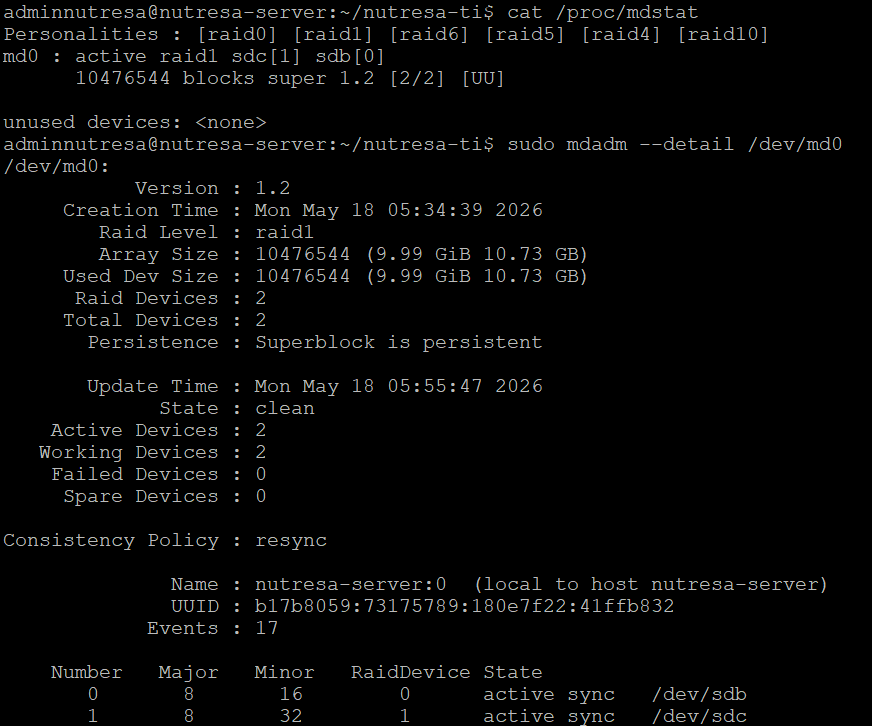 adminnutresa@nutresa-server:~/nutresa-ti$ cat /proc/mdstat
Personalities : [raid0] [raid1] [raid6] [raid5] [raid4] [raid10]
md0 : active raid1 sdc[1] sdb[0]
      10476544 blocks super 1.2 [2/2] [UU]

unused devices: <none>
adminnutresa@nutresa-server:~/nutresa-ti$ sudo mdadm --detail /dev/md0
/dev/md0:
           Version : 1.2
     Creation Time : Mon May 18 05:34:39 2026
        Raid Level : raid1
        Array Size : 10476544 (9.99 GiB 10.73 GB)
     Used Dev Size : 10476544 (9.99 GiB 10.73 GB)
      Raid Devices : 2
     Total Devices : 2
       Persistence : Superblock is persistent

       Update Time : Mon May 18 05:55:47 2026
             State : clean
    Active Devices : 2
   Working Devices : 2
    Failed Devices : 0
     Spare Devices : 0

Consistency Policy : resync

              Name : nutresa-server:0  (local to host nutresa-server)
              UUID : b17b8059:73175789:180e7f22:41ffb832
            Events : 17

    Number   Major   Minor   RaidDevice State
       0       8       16        0      active sync   /dev/sdb
       1       8       32        1      active sync   /dev/sdc